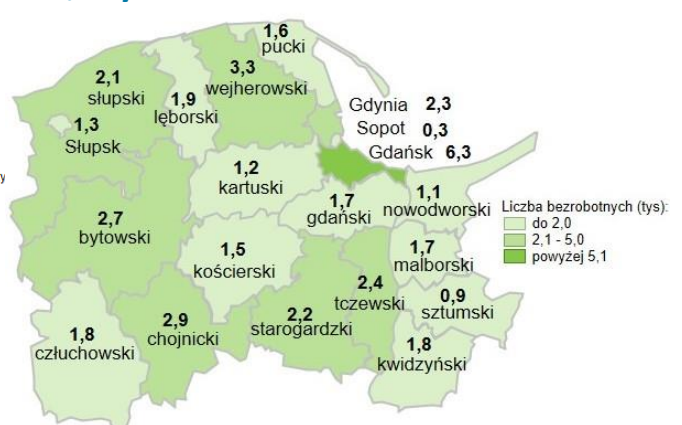 1,6
pucki
3,3
wejherowski
2,1
słupski
1,9
lęborski
1,3
Słupsk
Gdynia 2,3
Sopot 0,3
Gdańsk 6,3
1,2
kartuski
1,7
gdański
1,1
nowodworski
Liczba bezrobotnych (tys):
do 2,0
2,1 - 5,0
powyżej 5,1
2,7
bytowski
1,5
kościerski
1,7
malborski
2,4
tczewski
0,9
sztumski
2,2
starogardzki
2,9
chojnicki
1,8
człuchowski
1,8
kwidzyński